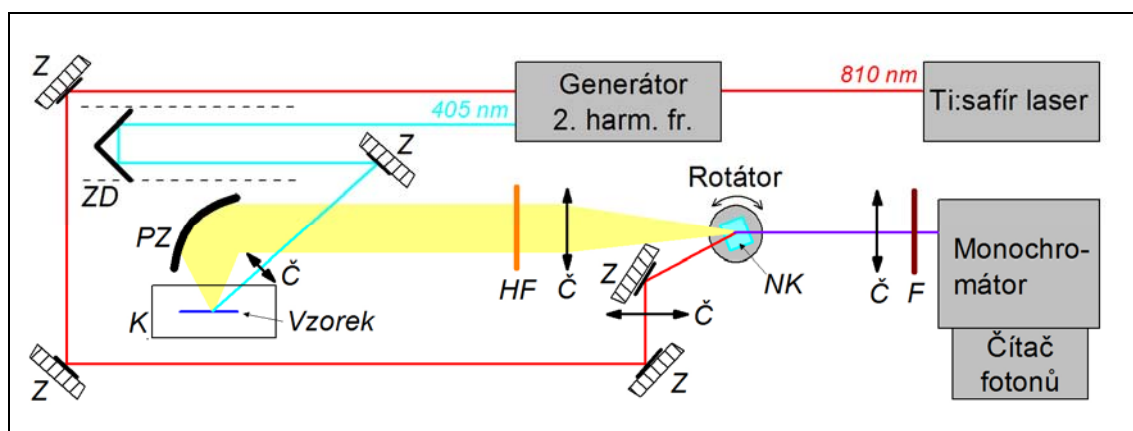 Z
810 nm
Generátor
2. harm. fr.
Ti:safír laser
405 nm
Z
ZD
Rotátor
PZ
Č
Z
Monochro-
mátor
HF
Č
NK
Č
F
K
Vzorek
Č
Čítač
fotonů
Z
Z